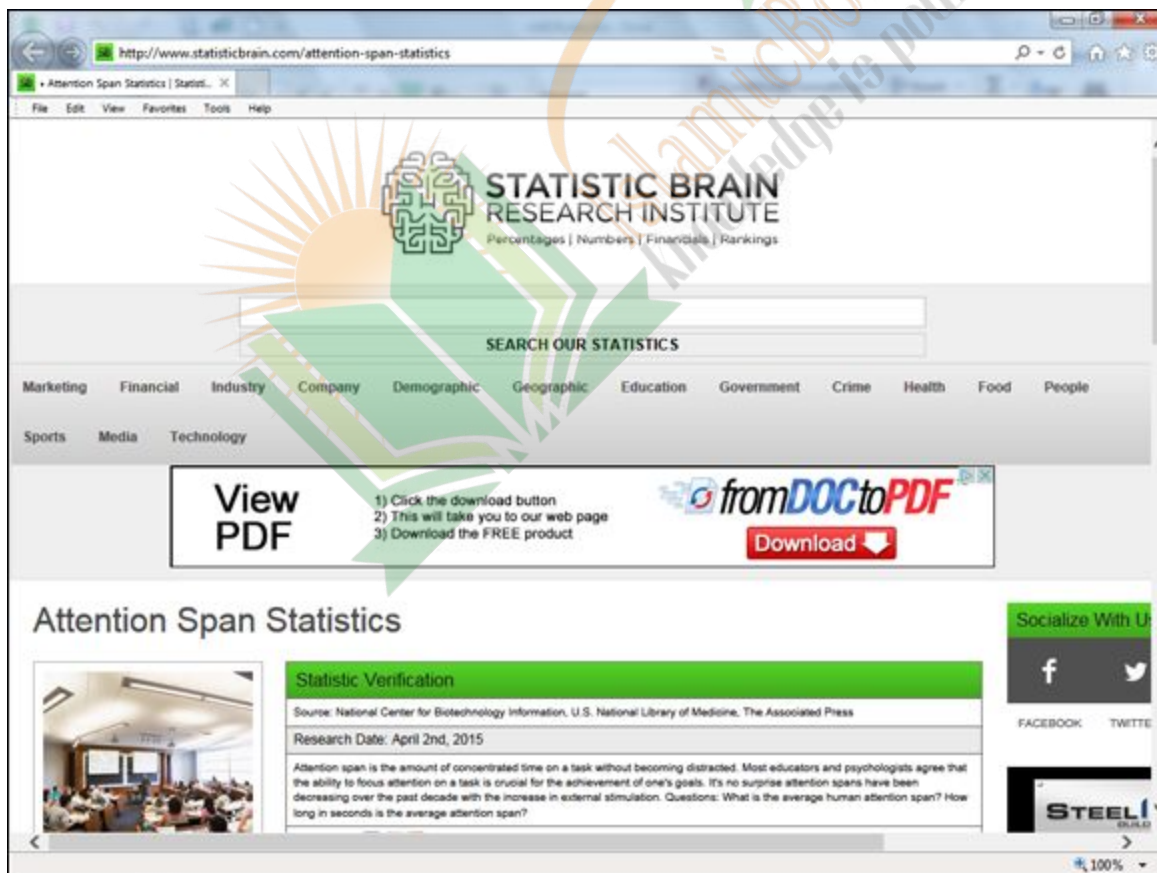 http://www.statisticbrain.com/attention-span-statistics
Attention Span Statistics | Statisti...
File Edit View Favorites Tools Help
STATISTIC BRAIN
RESEARCH INSTITUTE
Percentages | Numbers | Financials | Rankings
knowledge is
SEARCH OUR STATISTICS
Marketing Financial Industry Company Demographic Geographic Education Government Crime Health Food People
Sports Media Technology
View
PDF
1) Click the download button
2) This will take you to our web page
3) Download the FREE product
fromDOCtoPDF
Download
Attention Span Statistics
Socialize With Us
FACEBOOK TWITTE
Statistic Verification
Source: National Center for Biotechnology Information, U.S. National Library of Medicine, The Associated Press
Research Date: April 2nd, 2015
Attention span is the amount of concentrated time on a task without becoming distracted. Most educators and psychologists agree that
the ability to focus attention on a task is crucial for the achievement of one's goals. It's no surprise attention spans have been
decreasing over the past decade with the increase in external stimulation. Questions: What is the average human attention span? How
long in seconds is the average attention span?
100%